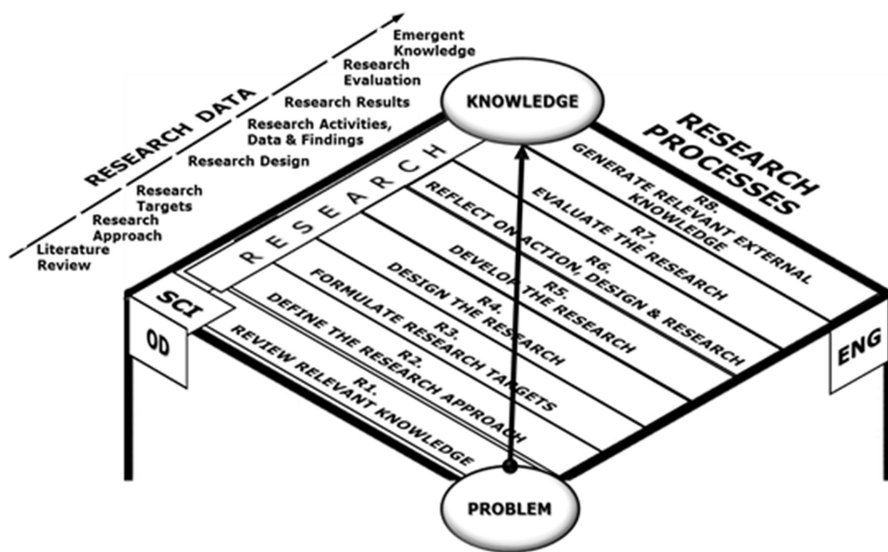 Emergent
Knowledge
Research
Evaluation
Research Results
Research Activities,
Data & Findings
Research Design
Research
Targets
Research
Approach
Literature
Review
RESEARCH DATA
KNOWLEDGE
RESEARCH
PROCESSES
RESEARCH
R8.
GENERATE RELEVANT EXTERNAL
KNOWLEDGE
R7.
EVALUATE THE RESEARCH
R6.
REFLECT ON ACTION, DESIGN & RESEARCH
R5.
DEVELOP THE RESEARCH
R4.
DESIGN THE RESEARCH
R3.
FORMULATE RESEARCH TARGETS
R2.
DEFINE THE RESEARCH APPROACH
R1.
REVIEW RELEVANT KNOWLEDGE
SCI
OD
ENG
PROBLEM